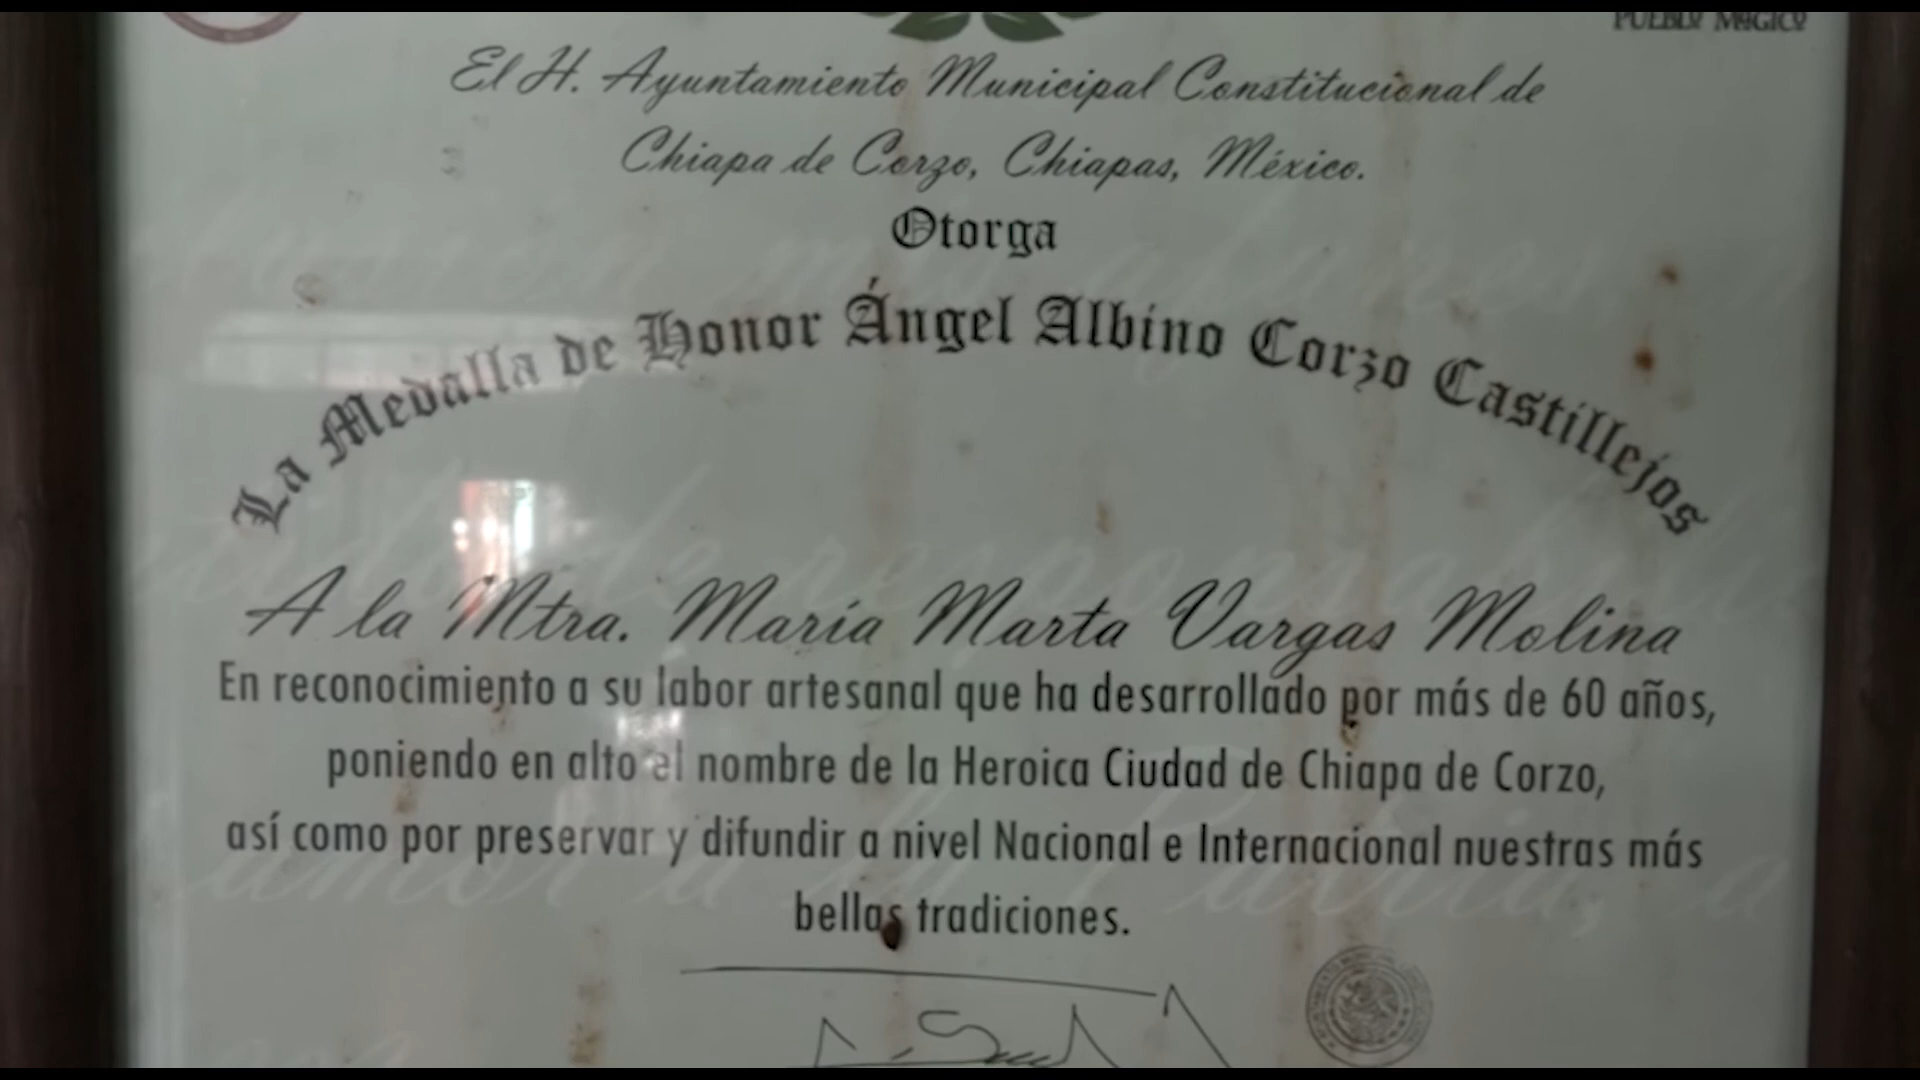 PUEBLO MÁGICO
El H. Ayuntamiento Municipal Constitucional de
Chiapa de Corzo, Chiapas, México.
Otorga
La Medalla de Honor Ángel Albino Corzo Castillejos
A la Mtra. María Marta Vargas Molina
En reconocimiento a su labor artesanal que ha desarrollado por más de 60 años,
poniendo en alto el nombre de la Heroica Ciudad de Chiapa de Corzo,
así como por preservar y difundir a nivel Nacional e Internacional nuestras más
bellas tradiciones.